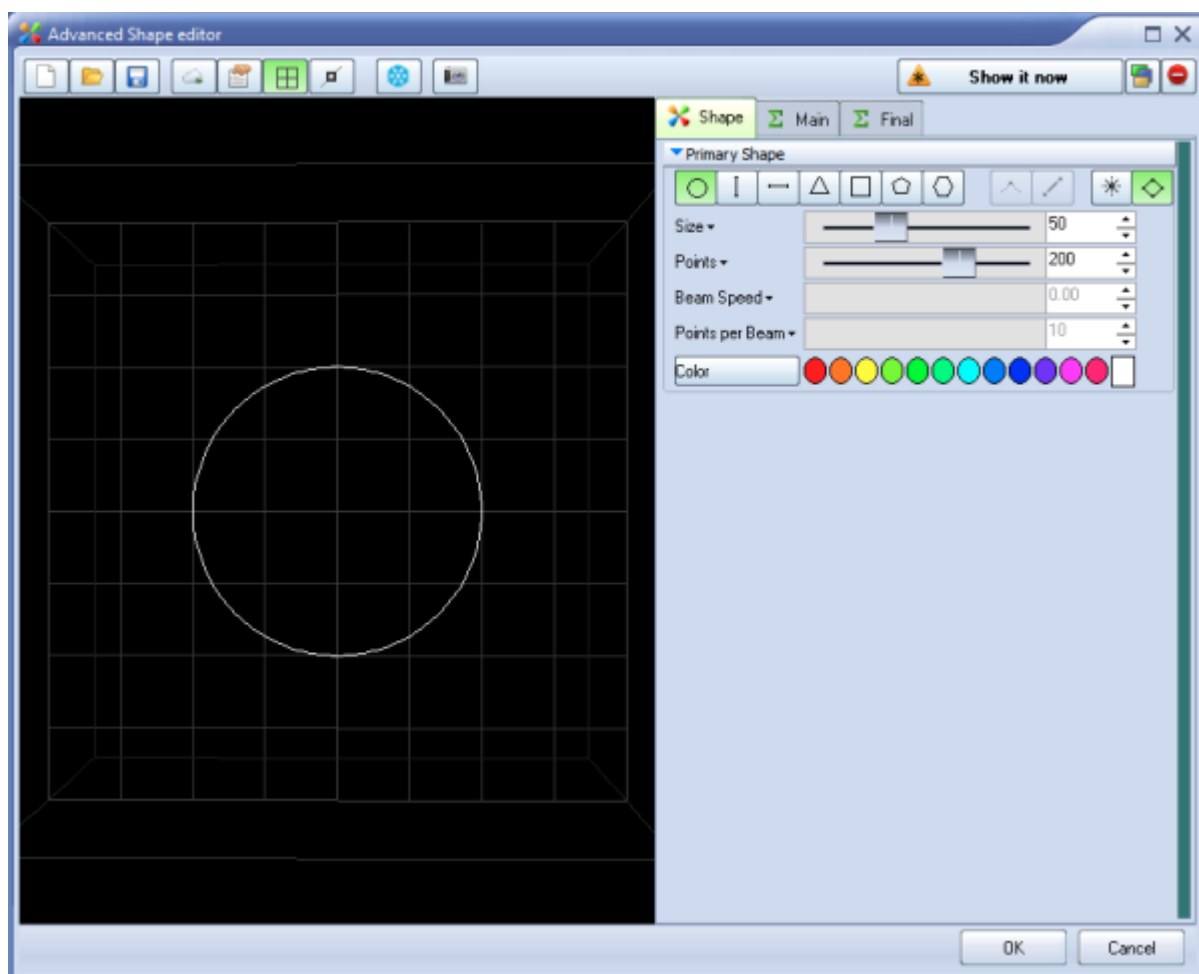 Advanced Shape editor
Show it now
Shape Σ Main Σ Final
Primary Shape
Size 50
Points 200
Beam Speed 0.00
Points per Beam 10
Color
OK Cancel